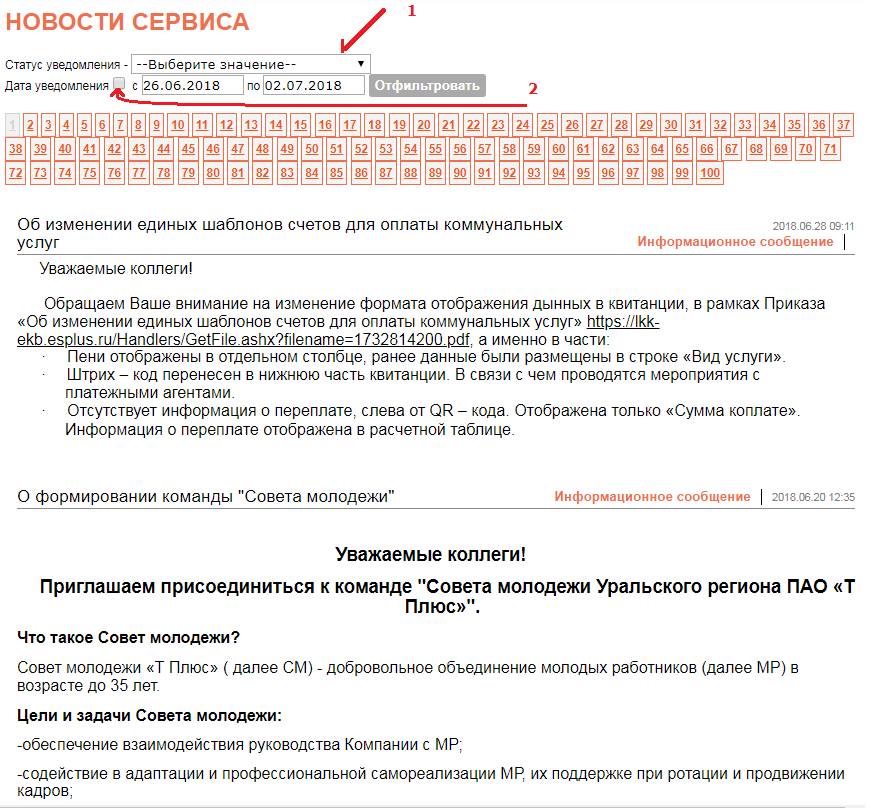 НОВОСТИ СЕРВИСА
1
Статус уведомления - --Выберите значение--
Дата уведомления с 26.06.2018 по 02.07.2018 Отфильтровать
2
1 2 3 4 5 6 7 8 9 10 11 12 13 14 15 16 17 18 19 20 21 22 23 24 25 26 27 28 29 30 31 32 33 34 35 36 37
38 39 40 41 42 43 44 45 46 47 48 49 50 51 52 53 54 55 56 57 58 59 60 61 62 63 64 65 66 67 68 69 70 71
72 73 74 75 76 77 78 79 80 81 82 83 84 85 86 87 88 89 90 91 92 93 94 95 96 97 98 99 100
Об изменении единых шаблонов счетов для оплаты коммунальных
услуг
2018.06.28 09:11
Информационное сообщение
Уважаемые коллеги!
Обращаем Ваше внимание на изменение формата отображения дынных в квитанции, в рамках Приказа
«Об изменении единых шаблонов счетов для оплаты коммунальных услуг» https://lkk-
ekb.esplus.ru/Handlers/GetFile.ashx?filename=1732814200.pdf, а именно в части:
· Пени отображены в отдельном столбце, ранее данные были размещены в строке «Вид услуги».
· Штрих – код перенесен в нижнюю часть квитанции. В связи с чем проводятся мероприятия с
платежными агентами.
· Отсутствует информация о переплате, слева от QR – кода. Отображена только «Сумма коплате».
Информация о переплате отображена в расчетной таблице.
О формировании команды "Совета молодежи"
Информационное сообщение
2018.06.20 12:35
Уважаемые коллеги!
Приглашаем присоединиться к команде "Совета молодежи Уральского региона ПАО «Т
Плюс»".
Что такое Совет молодежи?
Совет молодежи «Т Плюс» ( далее СМ) - добровольное объединение молодых работников (далее МР) в
возрасте до 35 лет.
Цели и задачи Совета молодежи:
-обеспечение взаимодействия руководства Компании с МР;
-содействие в адаптации и профессиональной самореализации МР, их поддержке при ротации и продвижении
кадров;